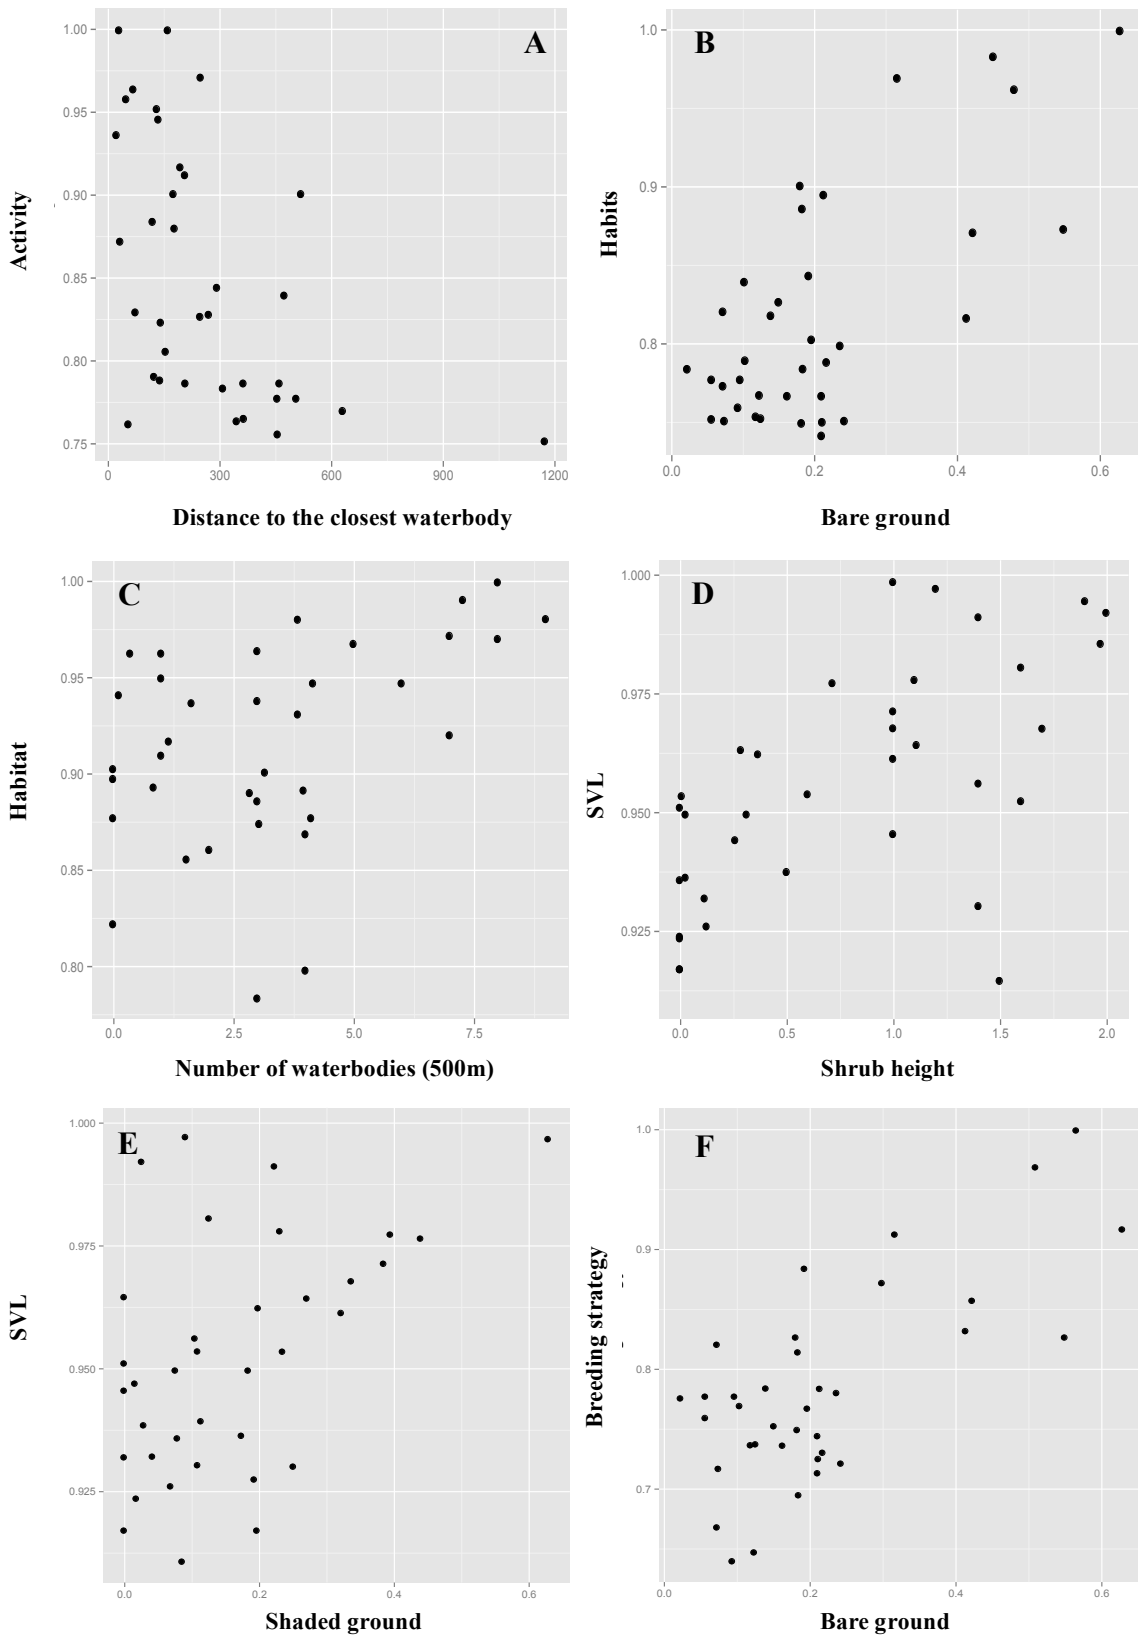 A
1.00
0.95
0.90
0.85
0.80
0.75
Activity
0 300 600 900 1200
Distance to the closest waterbody
B
1.0
0.9
0.8
Habits
0.0 0.2 0.4 0.6
Bare ground
C
1.00
0.95
0.90
0.85
0.80
Habitat
0.0 2.5 5.0 7.5
Number of waterbodies (500m)
D
1.000
0.975
0.950
0.925
SVL
0.0 0.5 1.0 1.5 2.0
Shrub height
E
1.000
0.975
0.950
0.925
SVL
0.0 0.2 0.4 0.6
Shaded ground
F
1.0
0.9
0.8
0.7
Breeding strategy
0.0 0.2 0.4 0.6
Bare ground